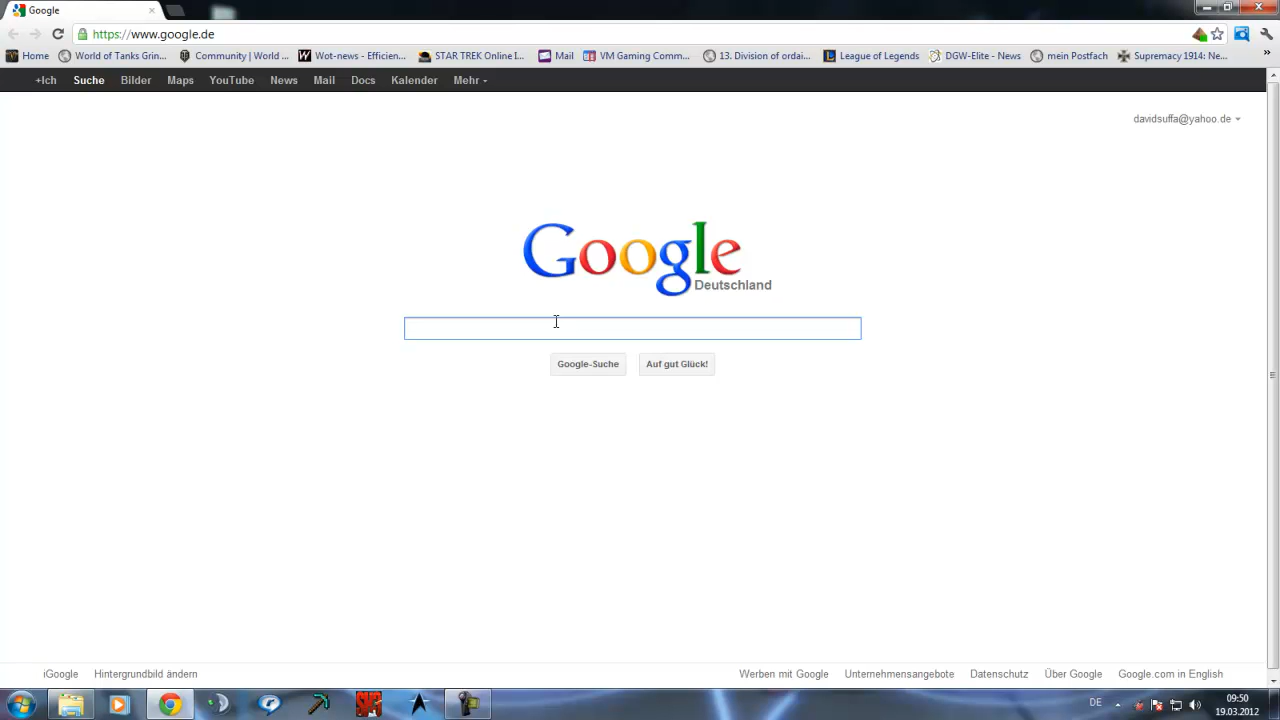 Google
https://www.google.de
Home World of Tanks Grin... Community | World ... Wot-news - Efficien... STAR TREK Online I... Mail VM Gaming Comm... 13. Division of ordai... League of Legends DGW-Elite - News mein Postfach Supremacy 1914: Ne... »
+Ich Suche Bilder Maps YouTube News Mail Docs Kalender Mehr
davidsuffa@yahoo.de
Google
Deutschland
Google-Suche Auf gut Glück!
iGoogle Hintergrundbild ändern Werben mit Google Unternehmensangebote Datenschutz Über Google Google.com in English
DE 09:50
19.03.2012